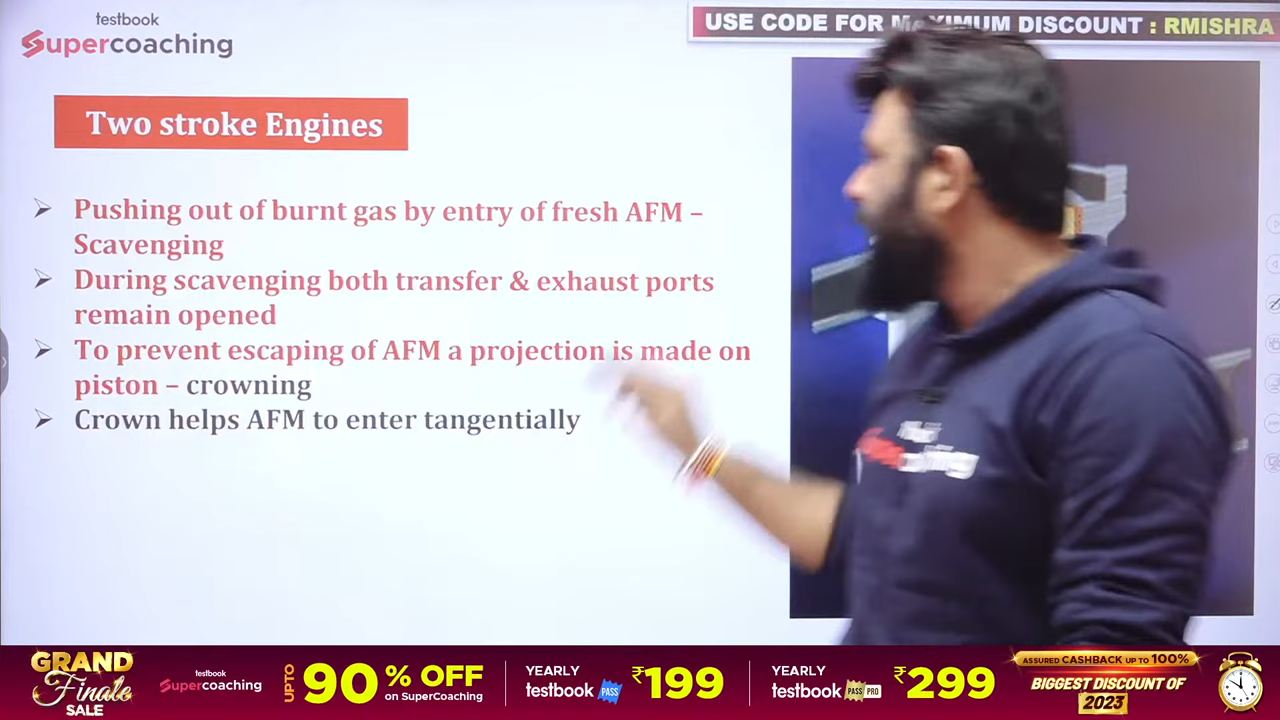 testbook
Supercoaching
USE CODE FOR MAXIMUM DISCOUNT : RMISHRA
Two stroke Engines
➢ Pushing out of burnt gas by entry of fresh AFM –
Scavenging
➢ During scavenging both transfer & exhaust ports
remain opened
➢ To prevent escaping of AFM a projection is made on
piston – crowning
➢ Crown helps AFM to enter tangentially
GRAND
Finale
SALE
testbook
Supercoaching
UPTO 90% OFF
on SuperCoaching
YEARLY
testbook PASS
₹199
YEARLY
testbook PASS PRO
₹299
ASSURED CASHBACK UP TO 100%
BIGGEST DISCOUNT OF
2023